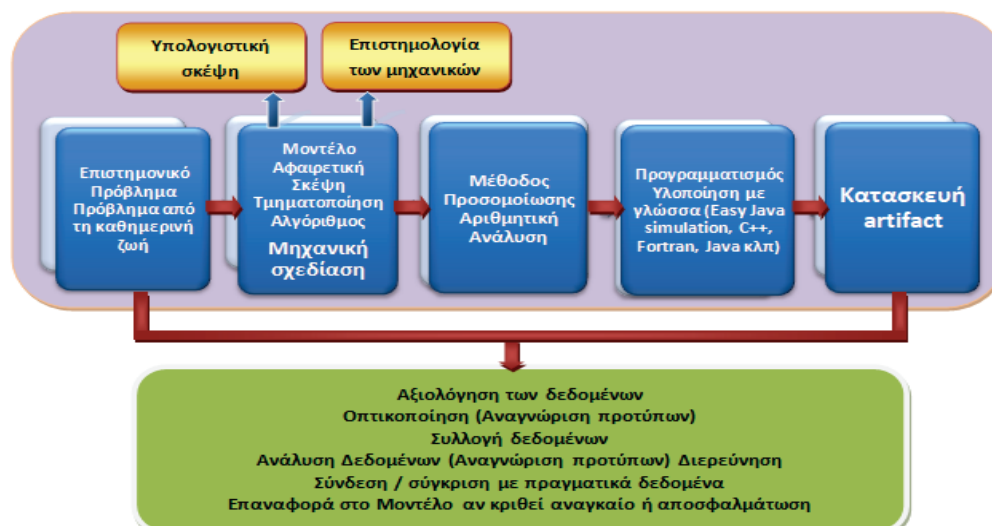 Υπολογιστική
σκέψη
Επιστημολογία
των μηχανικών
Επιστημονικό
Πρόβλημα
Πρόβλημα από
τη καθημερινή
ζωή
Μοντέλο
Αφαιρετική
Σκέψη
Τμηματοποίηση
Αλγόριθμος
Μηχανική
σχεδίαση
Μέθοδος
Προσομοίωσης
Αριθμητική
Ανάλυση
Προγραμματισμός
Υλοποίηση με
γλώσσα (Easy Java
simulation, C++,
Fortran, Java κλπ)
Κατασκευή
artifact
Αξιολόγηση των δεδομένων
Οπτικοποίηση (Αναγνώριση προτύπων)
Συλλογή δεδομένων
Ανάλυση Δεδομένων (Αναγνώριση προτύπων) Διερεύνηση
Σύνδεση / σύγκριση με πραγματικά δεδομένα
Επαναφορά στο Μοντέλο αν κριθεί αναγκαίο ή αποσφαλμάτωση